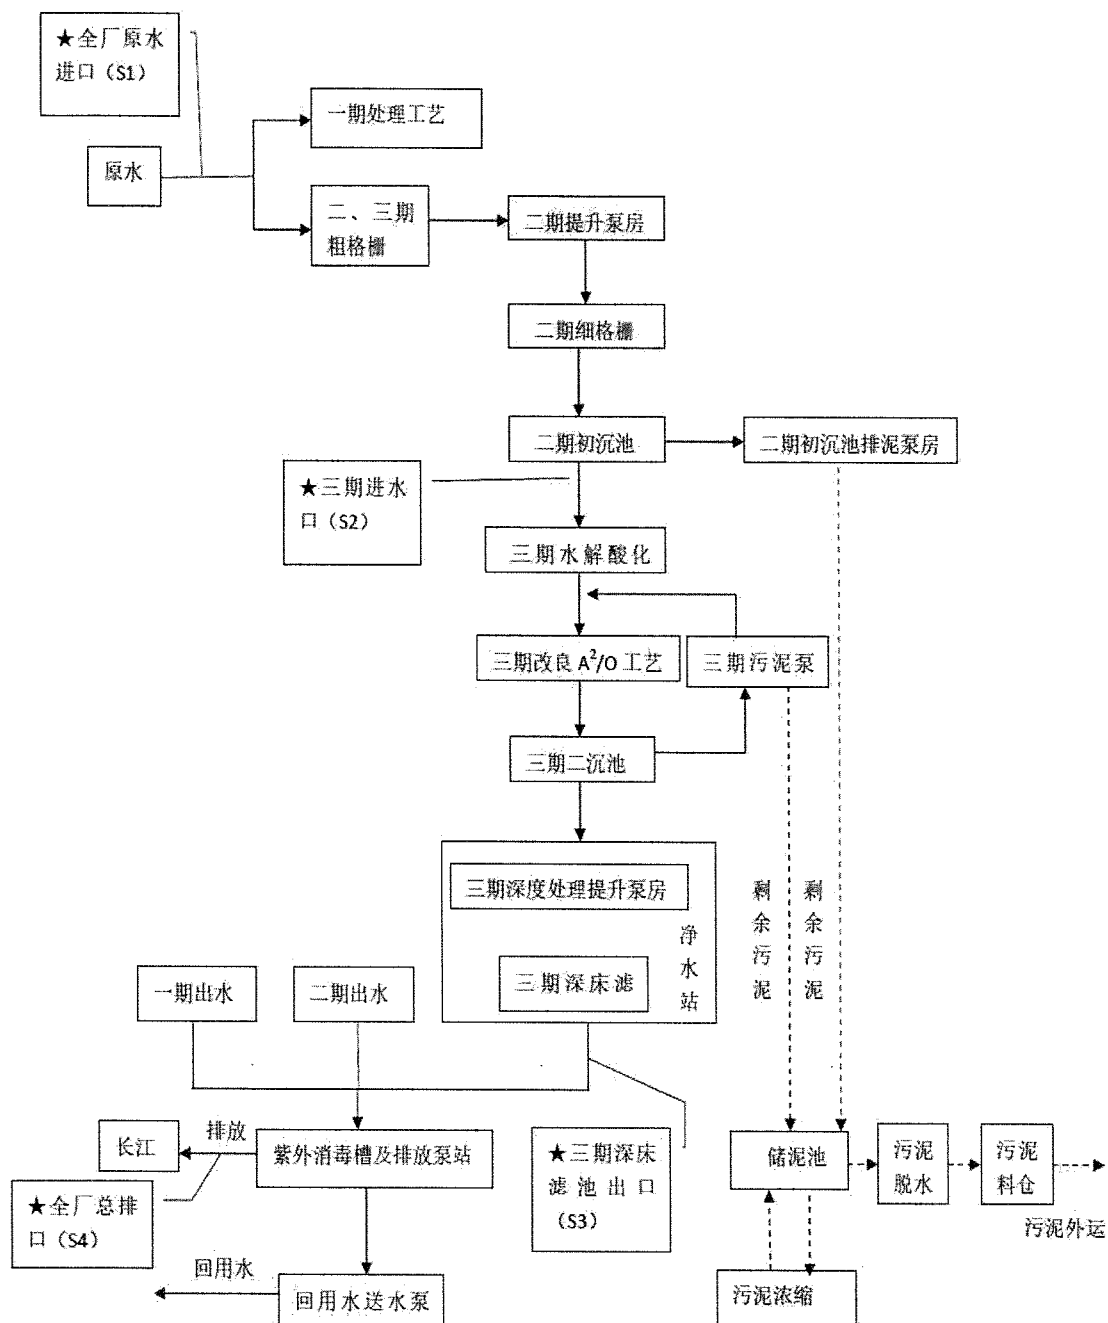 ★全厂原水
进口（S1）
一期处理工艺
原水
二、三期
粗格栅
二期提升泵房
二期细格栅
二期初沉池
二期初沉池排泥泵房
★三期进水
口（S2）
三期水解酸化
三期改良 A²/O 工艺
三期污泥泵
三期二沉池
三期深度处理提升泵房
净水站
三期深床滤
剩余污泥
剩余污泥
一期出水
二期出水
长江
排放
紫外消毒槽及排放泵站
★三期深床
滤池出口
（S3）
储泥池
污泥
脱水
污泥
料仓
污泥外运
★全厂总排
口（S4）
回用水
回用水送水泵
污泥浓缩